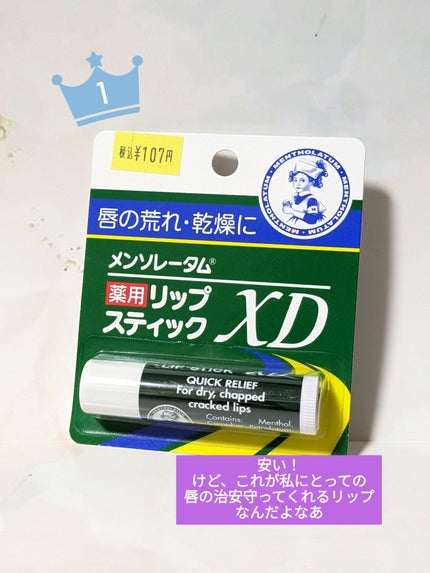 1
税込¥107円
MENTHOLATUM
MENTHOLATUM
唇の荒れ・乾燥に
メンソレータム®
薬用リップ
スティック XD
QUICK RELIEF
For dry, chapped
cracked lips
Contains: Menthol,
安い！
けど、これが私にとっての
唇の治安守ってくれるリップ
なんだよなあ